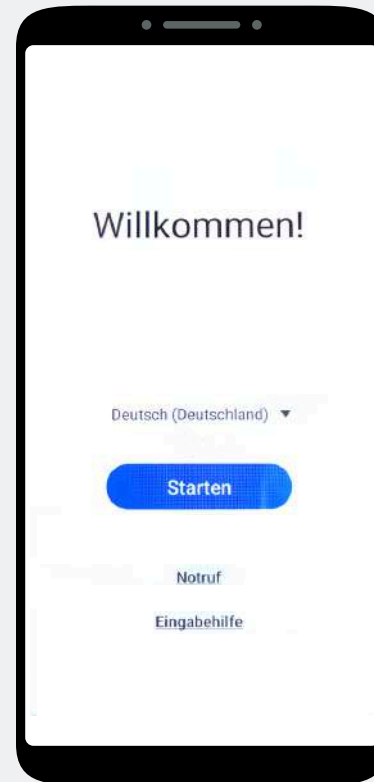 Willkommen!
Deutsch (Deutschland) ▼
Starten
Notruf
Eingabehilfe